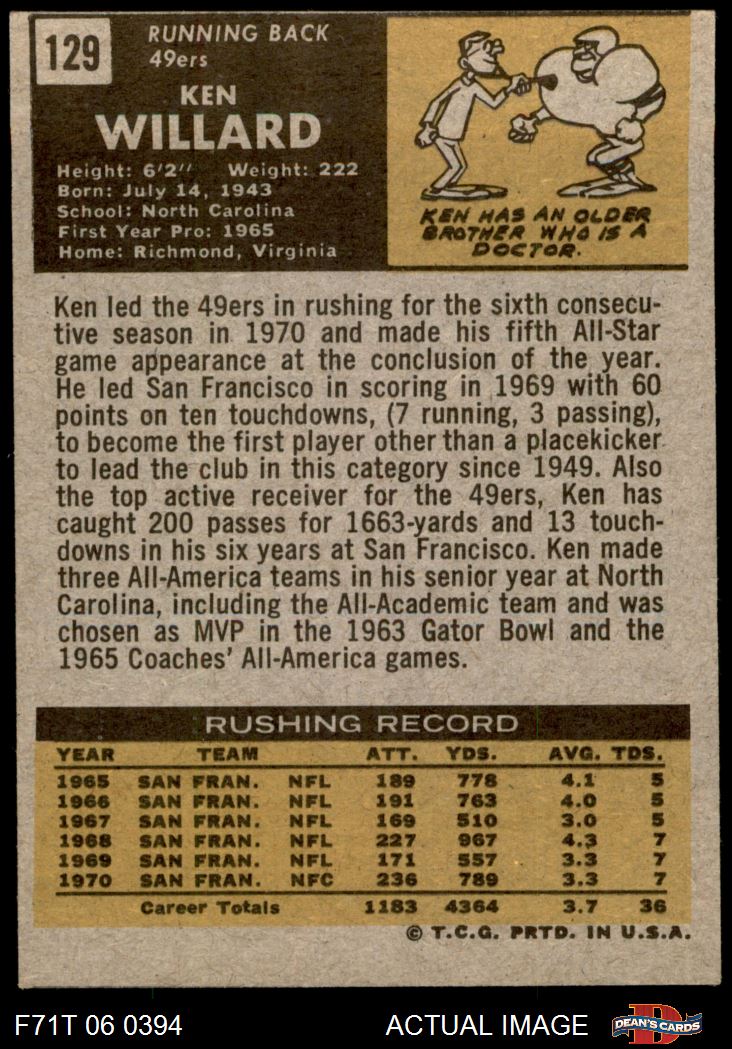 129
RUNNING BACK
49ers
KEN
WILLARD
Height: 6'2" Weight: 222
Born: July 14, 1943
School: North Carolina
First Year Pro: 1965
Home: Richmond, Virginia
KEN HAS AN OLDER
BROTHER WHO IS A
DOCTOR.
Ken led the 49ers in rushing for the sixth consecu-
tive season in 1970 and made his fifth All-Star
game appearance at the conclusion of the year.
He led San Francisco in scoring in 1969 with 60
points on ten touchdowns, (7 running, 3 passing),
to become the first player other than a placekicker
to lead the club in this category since 1949. Also
the top active receiver for the 49ers, Ken has
caught 200 passes for 1663-yards and 13 touch-
downs in his six years at San Francisco. Ken made
three All-America teams in his senior year at North
Carolina, including the All-Academic team and was
chosen as MVP in the 1963 Gator Bowl and the
1965 Coaches' All-America games.
RUSHING RECORD
YEAR TEAM ATT. YDS. AVG. TDS.
1965 SAN FRAN. NFL 189 778 4.1 5
1966 SAN FRAN. NFL 191 763 4.0 5
1967 SAN FRAN. NFL 169 510 3.0 5
1968 SAN FRAN. NFL 227 967 4.3 7
1969 SAN FRAN. NFL 171 557 3.3 7
1970 SAN FRAN. NFC 236 789 3.3 7
Career Totals 1183 4364 3.7 36
© T.C.G. PRTD. IN U.S.A.
F71T 06 0394 ACTUAL IMAGE D DEAN'S CARDS